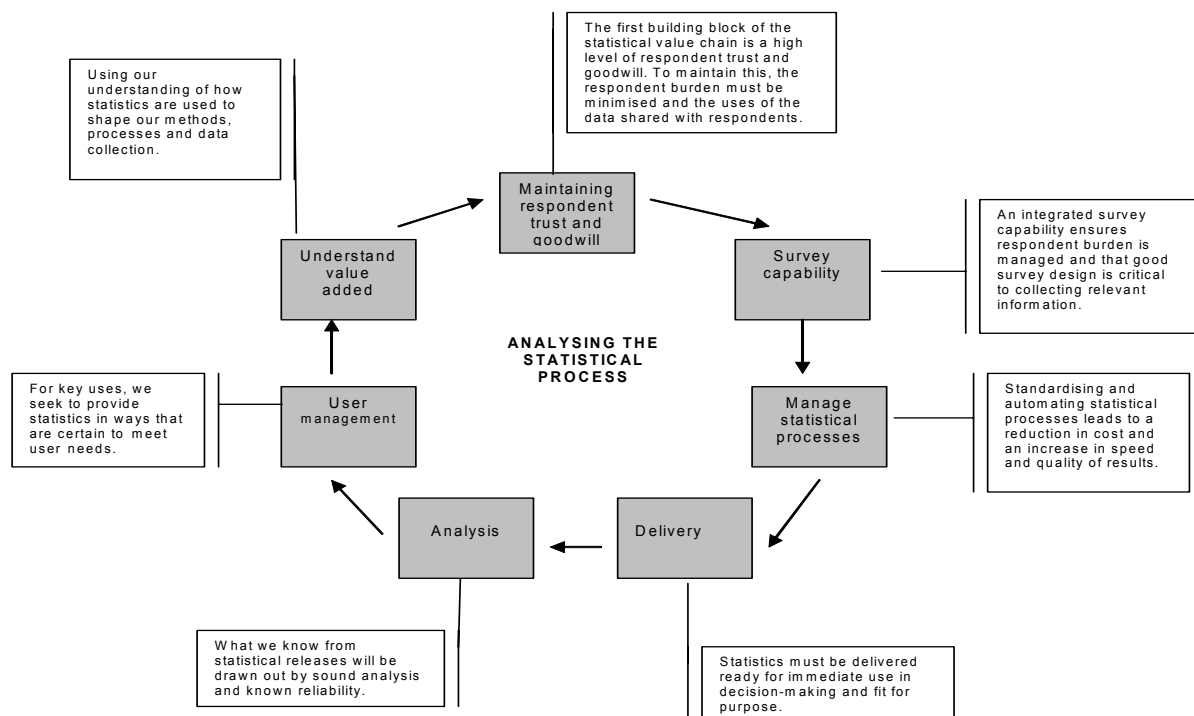 The first building block of the
statistical value chain is a high
level of respondent trust and
goodwill. To maintain this, the
respondent burden must be
minimised and the uses of the
data shared with respondents.
Using our
understanding of how
statistics are used to
shape our methods,
processes and data
collection.
Maintaining
respondent
trust and
goodwill
An integrated survey
capability ensures
respondent burden is
managed and that good
survey design is critical
to collecting relevant
information.
Understand
value
added
Survey
capability
ANALYSING THE
STATISTICAL
PROCESS
For key uses, we
seek to provide
statistics in ways that
are certain to meet
user needs.
User
management
Manage
statistical
processes
Standardising and
automating statistical
processes leads to a
reduction in cost and
an increase in speed
and quality of results.
Analysis
Delivery
What we know from
statistical releases will be
drawn out by sound analysis
and known reliability.
Statistics must be delivered
ready for immediate use in
decision-making and fit for
purpose.